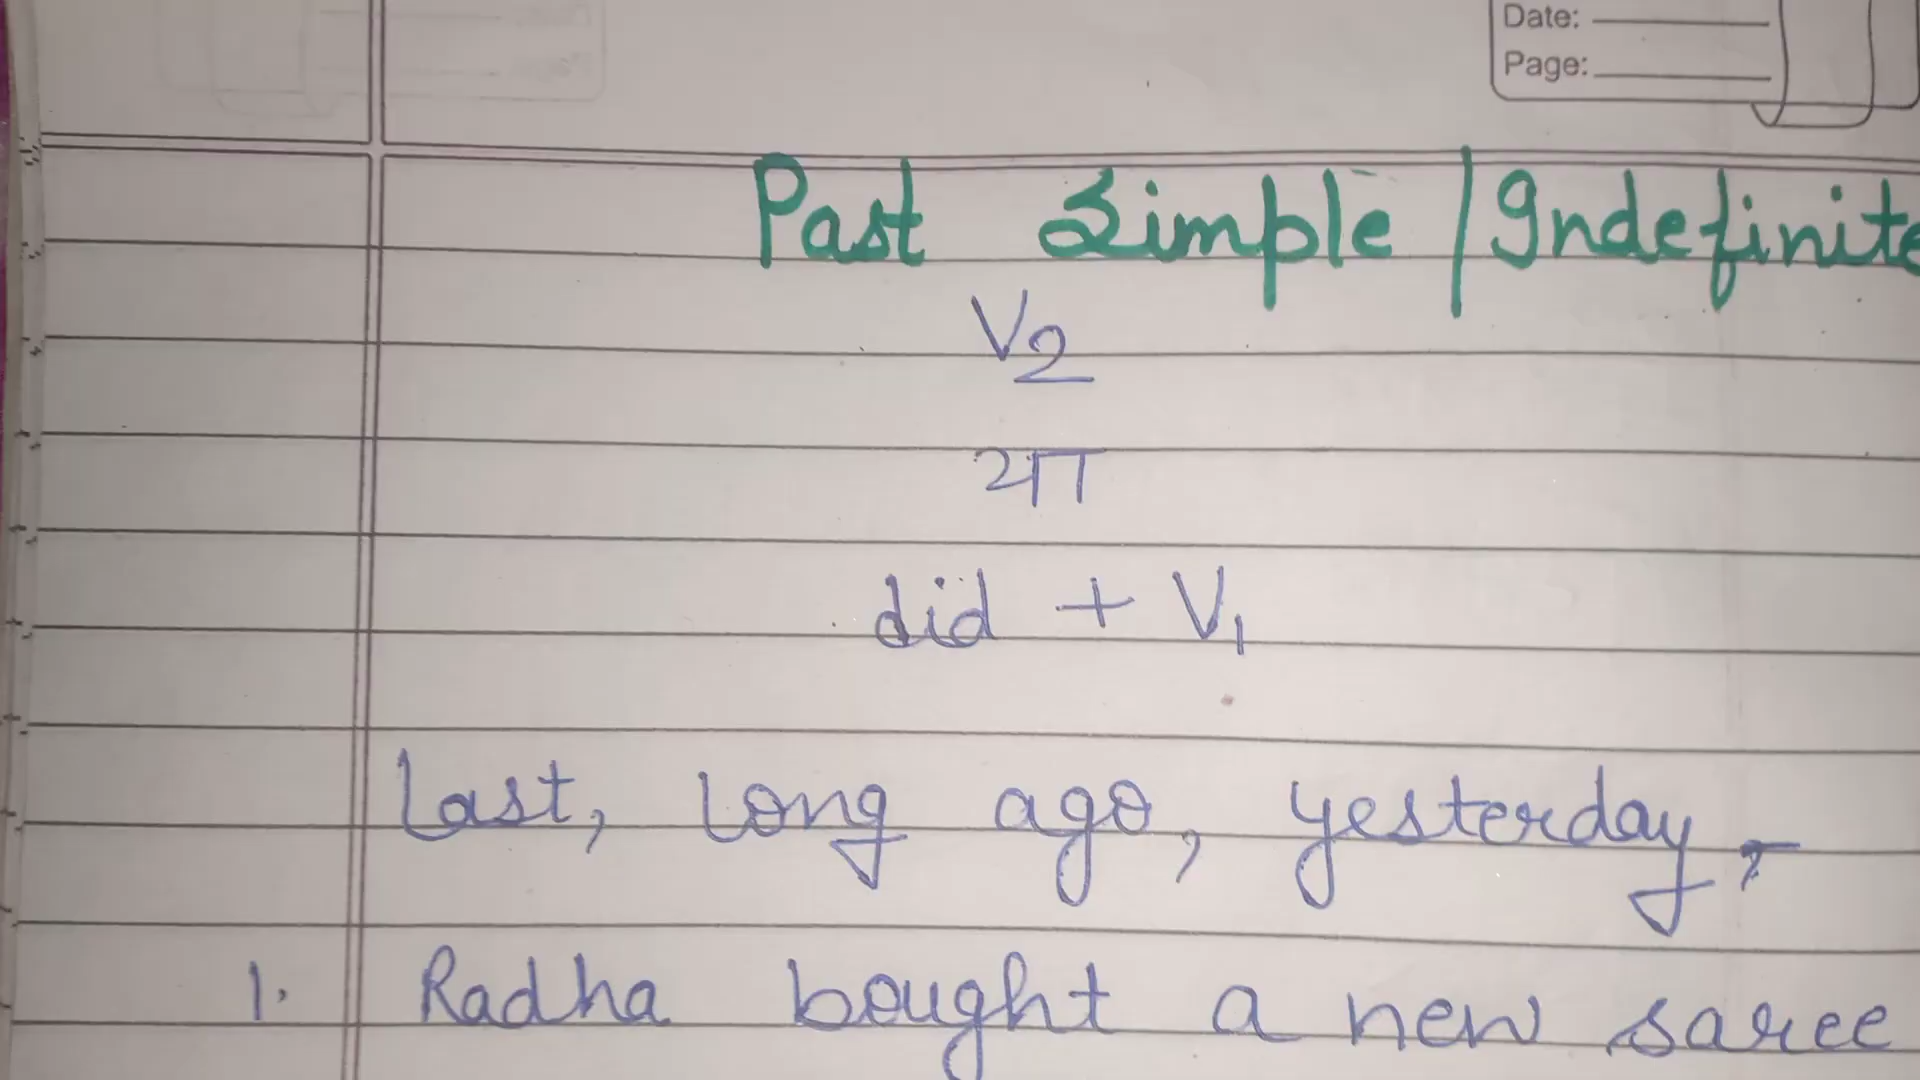 Date:
Page:
Past Simple / Indefinite
V2
या
did + V1
Last, long ago, yesterday,
1. Radha bought a new saree